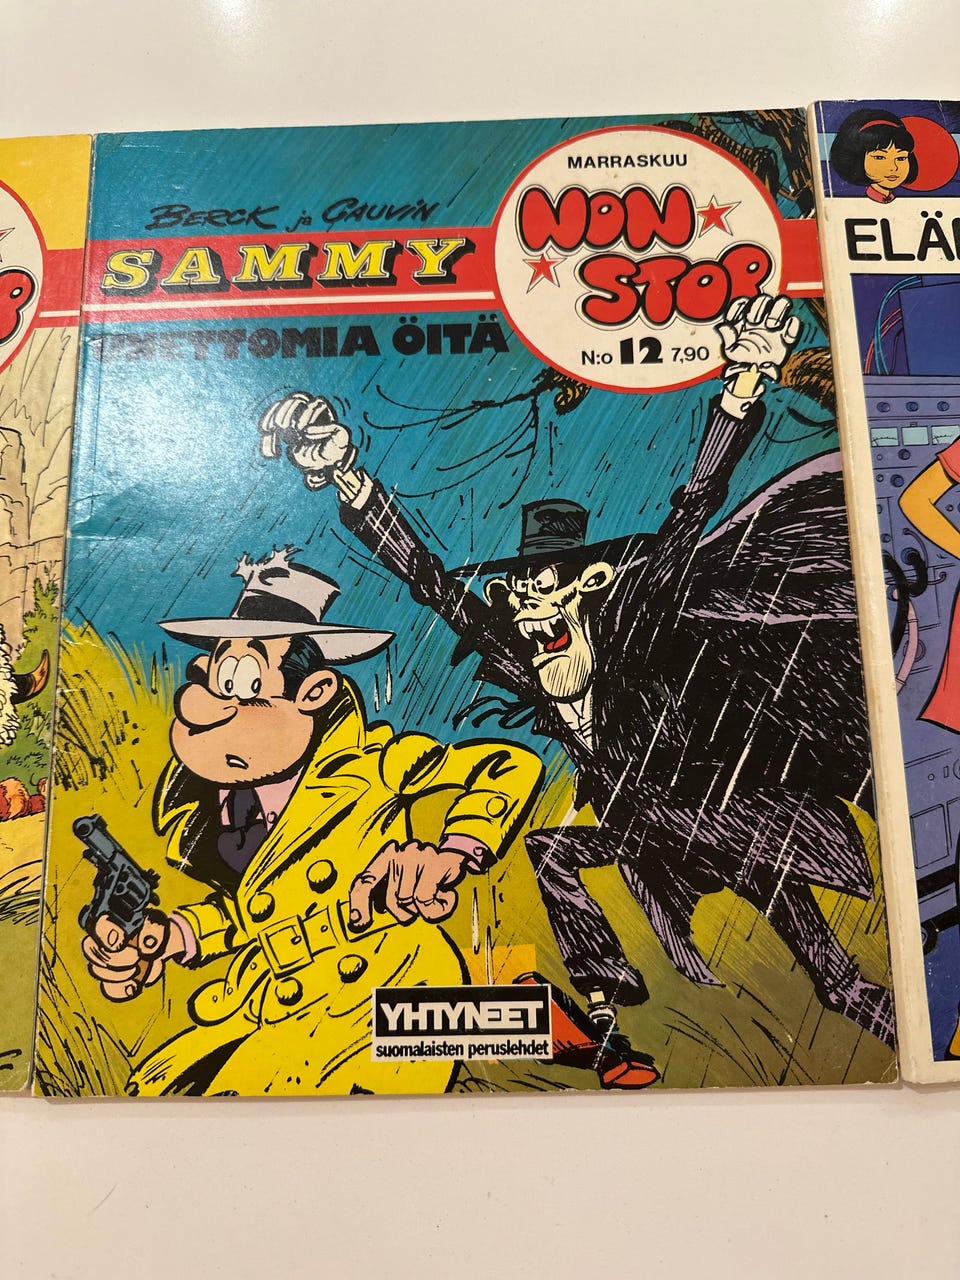 MARRASKUU
BERCK ja GAUVIN
NON
SAMMY
STOP
ÖITÄ
N:o 12 7,90
YHTYNEET
suomalaisten peruslehdet